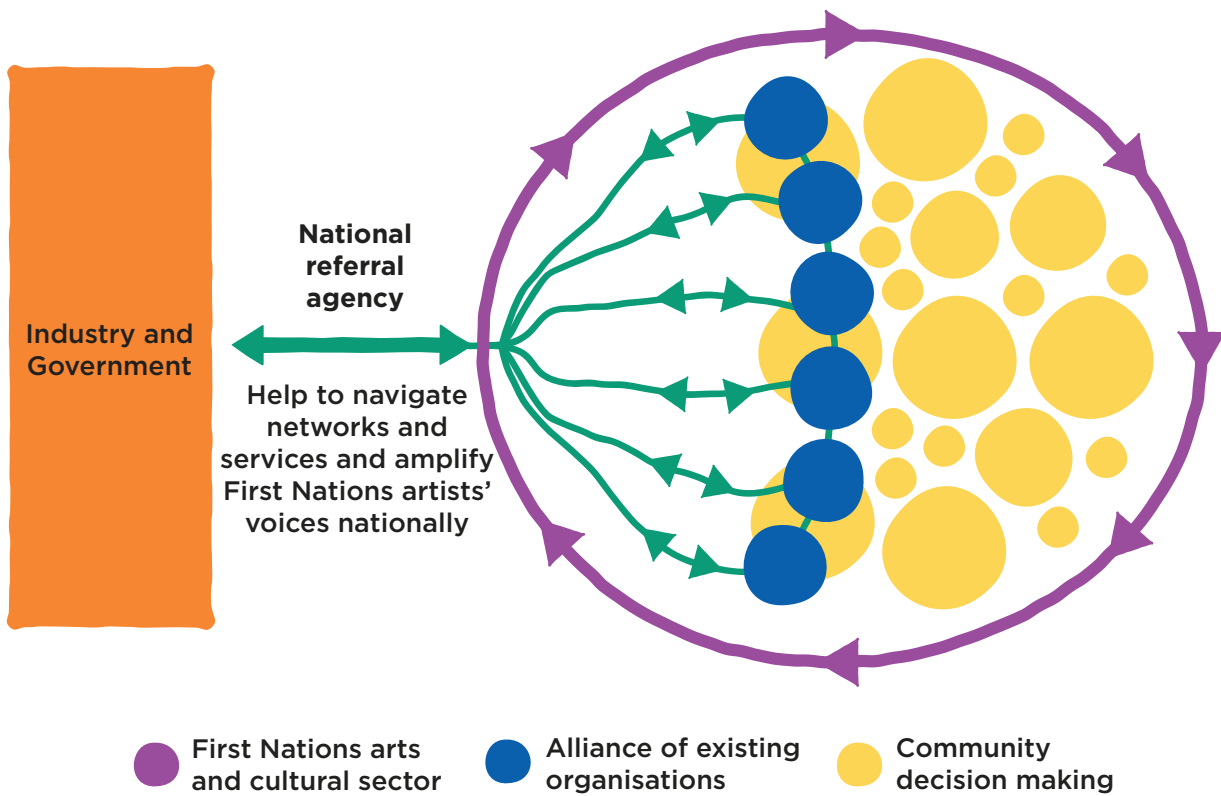 Industry and
Government
National
referral
agency
Help to navigate
networks and
services and amplify
First Nations artists’
voices nationally
First Nations arts
and cultural sector
Alliance of existing
organisations
Community
decision making